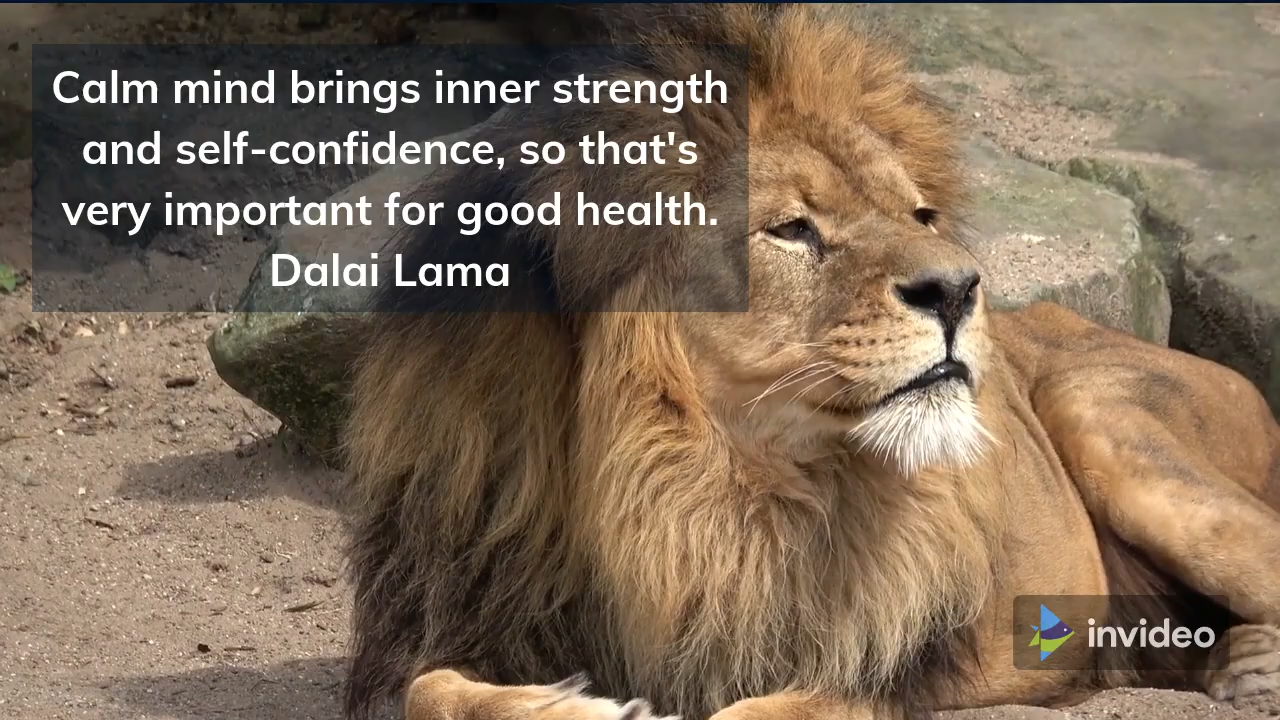 Calm mind brings inner strength
and self-confidence, so that's
very important for good health.
Dalai Lama
invideo